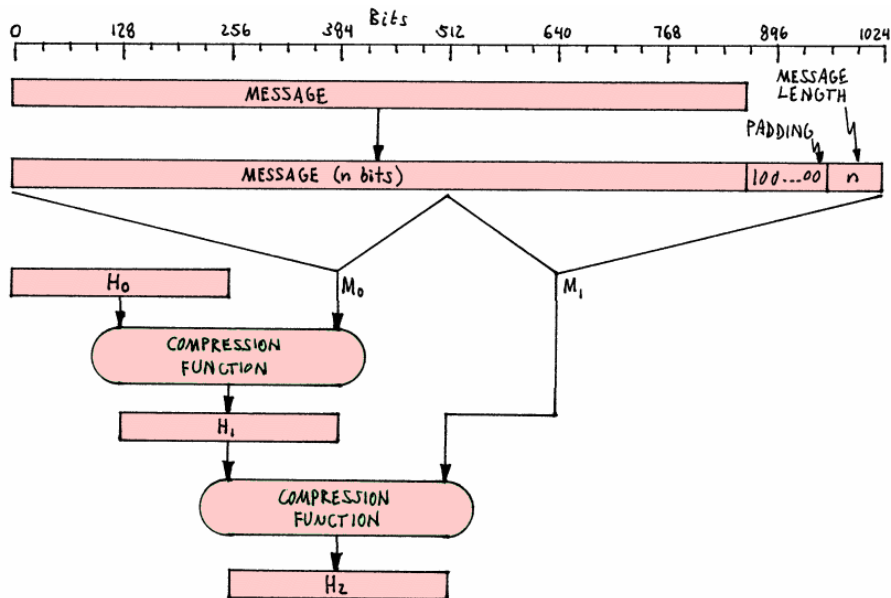 Bits
0 128 256 384 512 640 768 896 1024
MESSAGE
MESSAGE
LENGTH
PADDING
MESSAGE (n bits)
100...00
n
H0
M0
M1
COMPRESSION
FUNCTION
H1
COMPRESSION
FUNCTION
H2